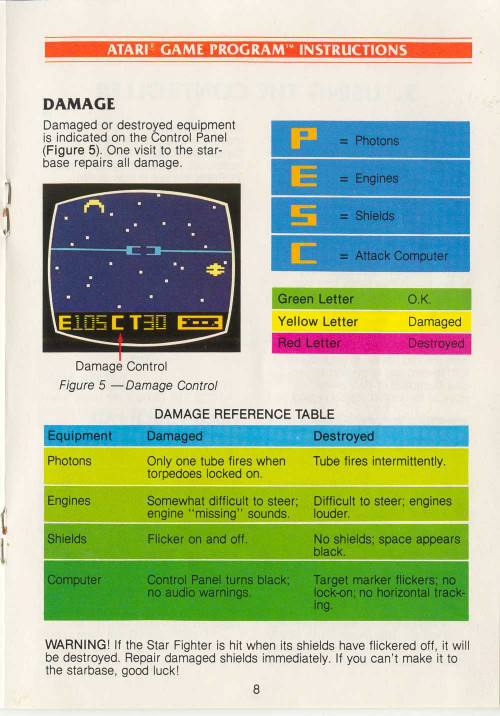 ATARI® GAME PROGRAM™ INSTRUCTIONS
DAMAGE
Damaged or destroyed equipment
is indicated on the Control Panel
(Figure 5). One visit to the star-
base repairs all damage.
E105 C T30 E
Damage Control
Figure 5 — Damage Control
P = Photons
E = Engines
S = Shields
C = Attack Computer
Green Letter O.K.
Yellow Letter Damaged
Red Letter Destroyed
DAMAGE REFERENCE TABLE
Equipment Damaged Destroyed
Photons Only one tube fires when Tube fires intermittently.
torpedoes locked on.
Engines Somewhat difficult to steer; Difficult to steer; engines
engine "missing" sounds. louder.
Shields Flicker on and off. No shields; space appears
black.
Computer Control Panel turns black; Target marker flickers; no
no audio warnings. lock-on; no horizontal track-
ing.
WARNING! If the Star Fighter is hit when its shields have flickered off, it will
be destroyed. Repair damaged shields immediately. If you can't make it to
the starbase, good luck!
8